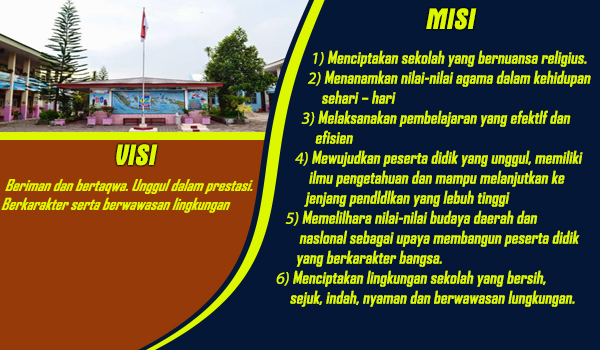 VISI
Beriman dan bertaqwa. Unggul dalam prestasi.
Berkarakter serta berwawasan lingkungan
MISI
1) Menciptakan sekolah yang bernuansa religius.
2) Menanamkan nilai-nilai agama dalam kehidupan
sehari – hari
3) Melaksanakan pembelajaran yang efektif dan
efisien
4) Mewujudkan peserta didik yang unggul, memiliki
ilmu pengetahuan dan mampu melanjutkan ke
jenjang pendIdIkan yang lebuh tinggi
5) Memelilhara nilai-nilai budaya daerah dan
nasIonal sebagai upaya membangun peserta didik
yang berkarakter bangsa.
6) Menciptakan lingkungan sekolah yang bersih,
sejuk, indah, nyaman dan berwawasan lungkungan.